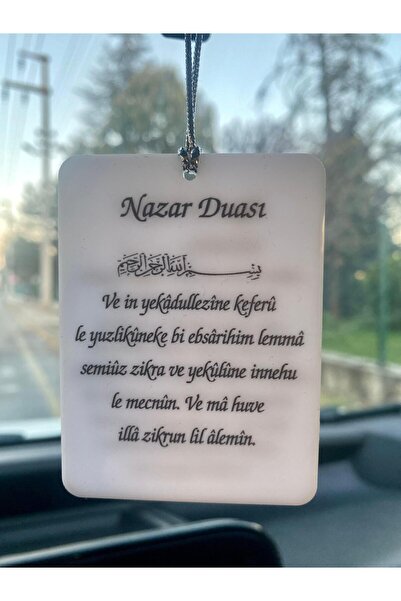 Nazar Duası
بسم الله الرحمن الرحيم
Ve in yekâdullezîne keferû
le yuzlikûneke bi ebsârihim lemmâ
semiûz zikra ve yekûlûne innehu
le mecnûn. Ve mâ huve
illâ zikrun lil âlemîn.